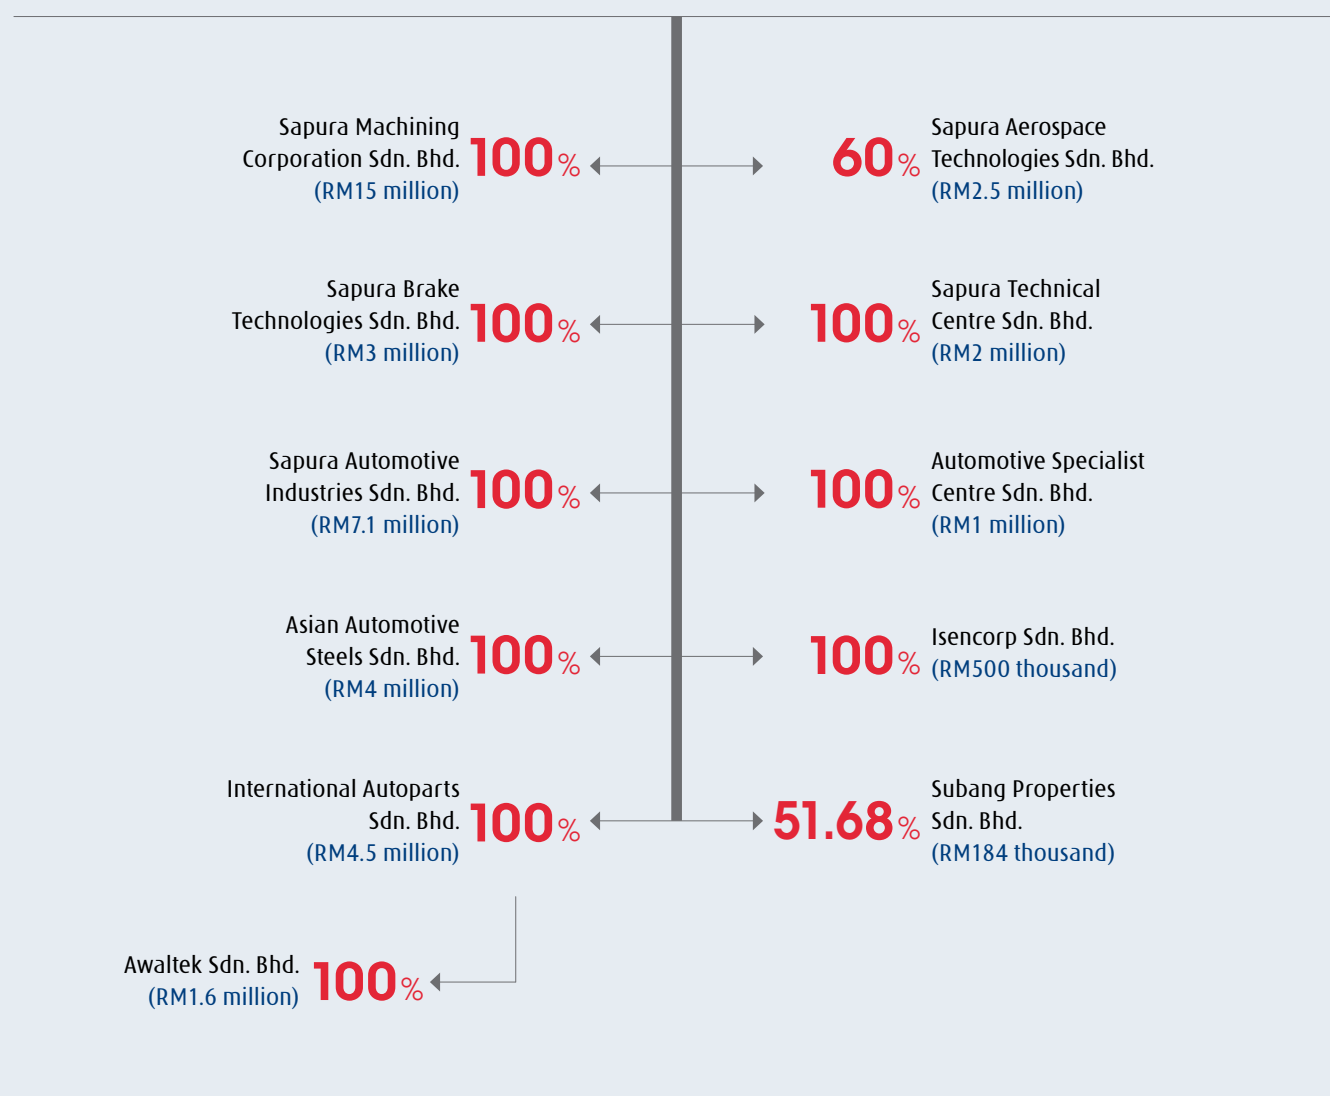 Sapura Machining
Corporation Sdn. Bhd.
(RM15 million)
100%
60%
Sapura Aerospace
Technologies Sdn. Bhd.
(RM2.5 million)
Sapura Brake
Technologies Sdn. Bhd.
(RM3 million)
100%
100%
Sapura Technical
Centre Sdn. Bhd.
(RM2 million)
Sapura Automotive
Industries Sdn. Bhd.
(RM7.1 million)
100%
100%
Automotive Specialist
Centre Sdn. Bhd.
(RM1 million)
Asian Automotive
Steels Sdn. Bhd.
(RM4 million)
100%
100%
Isencorp Sdn. Bhd.
(RM500 thousand)
International Autoparts
Sdn. Bhd.
(RM4.5 million)
100%
51.68%
Subang Properties
Sdn. Bhd.
(RM184 thousand)
Awaltek Sdn. Bhd.
(RM1.6 million)
100%